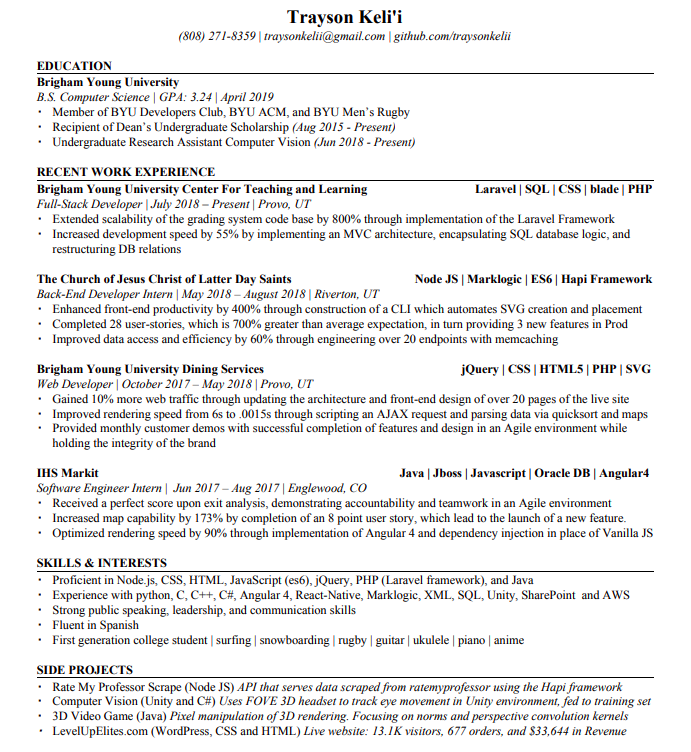 Trayson Keli'i
(808) 271-8359 | traysonkelii@gmail.com | github.com/traysonkelii
EDUCATION
Brigham Young University
B.S. Computer Science | GPA: 3.24 | April 2019
• Member of BYU Developers Club, BYU ACM, and BYU Men's Rugby
• Recipient of Dean's Undergraduate Scholarship (Aug 2015 - Present)
• Undergraduate Research Assistant Computer Vision (Jun 2018 - Present)
RECENT WORK EXPERIENCE
Brigham Young University Center For Teaching and Learning Laravel | SQL | CSS | blade | PHP
Full-Stack Developer | July 2018 – Present | Provo, UT
• Extended scalability of the grading system code base by 800% through implementation of the Laravel Framework
• Increased development speed by 55% by implementing an MVC architecture, encapsulating SQL database logic, and
restructuring DB relations
The Church of Jesus Christ of Latter Day Saints Node JS | Marklogic | ES6 | Hapi Framework
Back-End Developer Intern | May 2018 – August 2018 | Riverton, UT
• Enhanced front-end productivity by 400% through construction of a CLI which automates SVG creation and placement
• Completed 28 user-stories, which is 700% greater than average expectation, in turn providing 3 new features in Prod
• Improved data access and efficiency by 60% through engineering over 20 endpoints with memcaching
Brigham Young University Dining Services jQuery | CSS | HTML5 | PHP | SVG
Web Developer | October 2017 – May 2018 | Provo, UT
• Gained 10% more web traffic through updating the architecture and front-end design of over 20 pages of the live site
• Improved rendering speed from 6s to .0015s through scripting an AJAX request and parsing data via quicksort and maps
• Provided monthly customer demos with successful completion of features and design in an Agile environment while
holding the integrity of the brand
IHS Markit Java | Jboss | Javascript | Oracle DB | Angular4
Software Engineer Intern | Jun 2017 – Aug 2017 | Englewood, CO
• Received a perfect score upon exit analysis, demonstrating accountability and teamwork in an Agile environment
• Increased map capability by 173% by completion of an 8 point user story, which lead to the launch of a new feature.
• Optimized rendering speed by 90% through implementation of Angular 4 and dependency injection in place of Vanilla JS
SKILLS & INTERESTS
• Proficient in Node.js, CSS, HTML, JavaScript (es6), jQuery, PHP (Laravel framework), and Java
• Experience with python, C, C++, C#, Angular 4, React-Native, Marklogic, XML, SQL, Unity, SharePoint and AWS
• Strong public speaking, leadership, and communication skills
• Fluent in Spanish
• First generation college student | surfing | snowboarding | rugby | guitar | ukulele | piano | anime
SIDE PROJECTS
• Rate My Professor Scrape (Node JS) API that serves data scraped from ratemyprofessor using the Hapi framework
• Computer Vision (Unity and C#) Uses FOVE 3D headset to track eye movement in Unity environment, fed to training set
• 3D Video Game (Java) Pixel manipulation of 3D rendering. Focusing on norms and perspective convolution kernels
• LevelUpElites.com (WordPress, CSS and HTML) Live website: 13.1K visitors, 677 orders, and $33,644 in Revenue